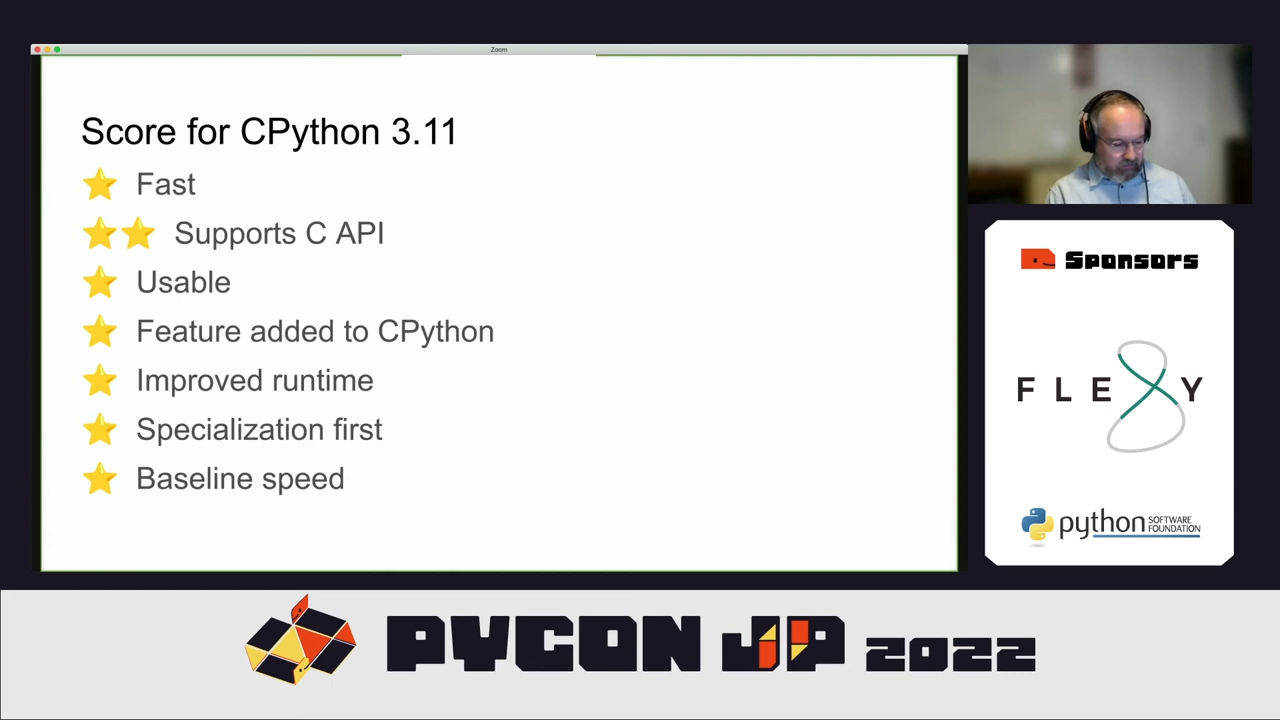 Zoom
Score for CPython 3.11
Fast
Supports C API
Usable
Feature added to CPython
Improved runtime
Specialization first
Baseline speed
Sponsors
FLEXY
python SOFTWARE
FOUNDATION
PYCON JP 2022